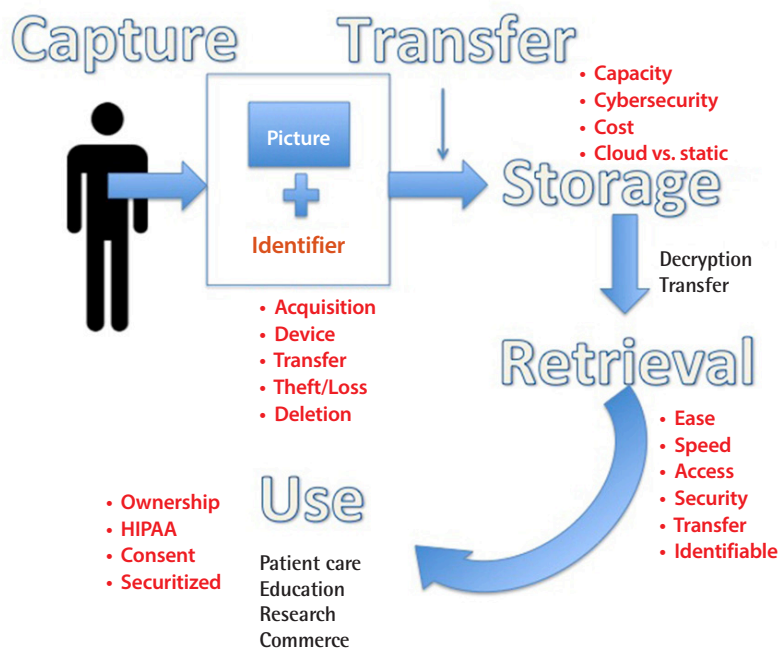 Capture
Transfer
Picture
Identifier
• Acquisition
• Device
• Transfer
• Theft/Loss
• Deletion
• Capacity
• Cybersecurity
• Cost
• Cloud vs. static
Storage
Decryption
Transfer
Retrieval
• Ease
• Speed
• Access
• Security
• Transfer
• Identifiable
Use
• Ownership
• HIPAA
• Consent
• Securitized
Patient care
Education
Research
Commerce